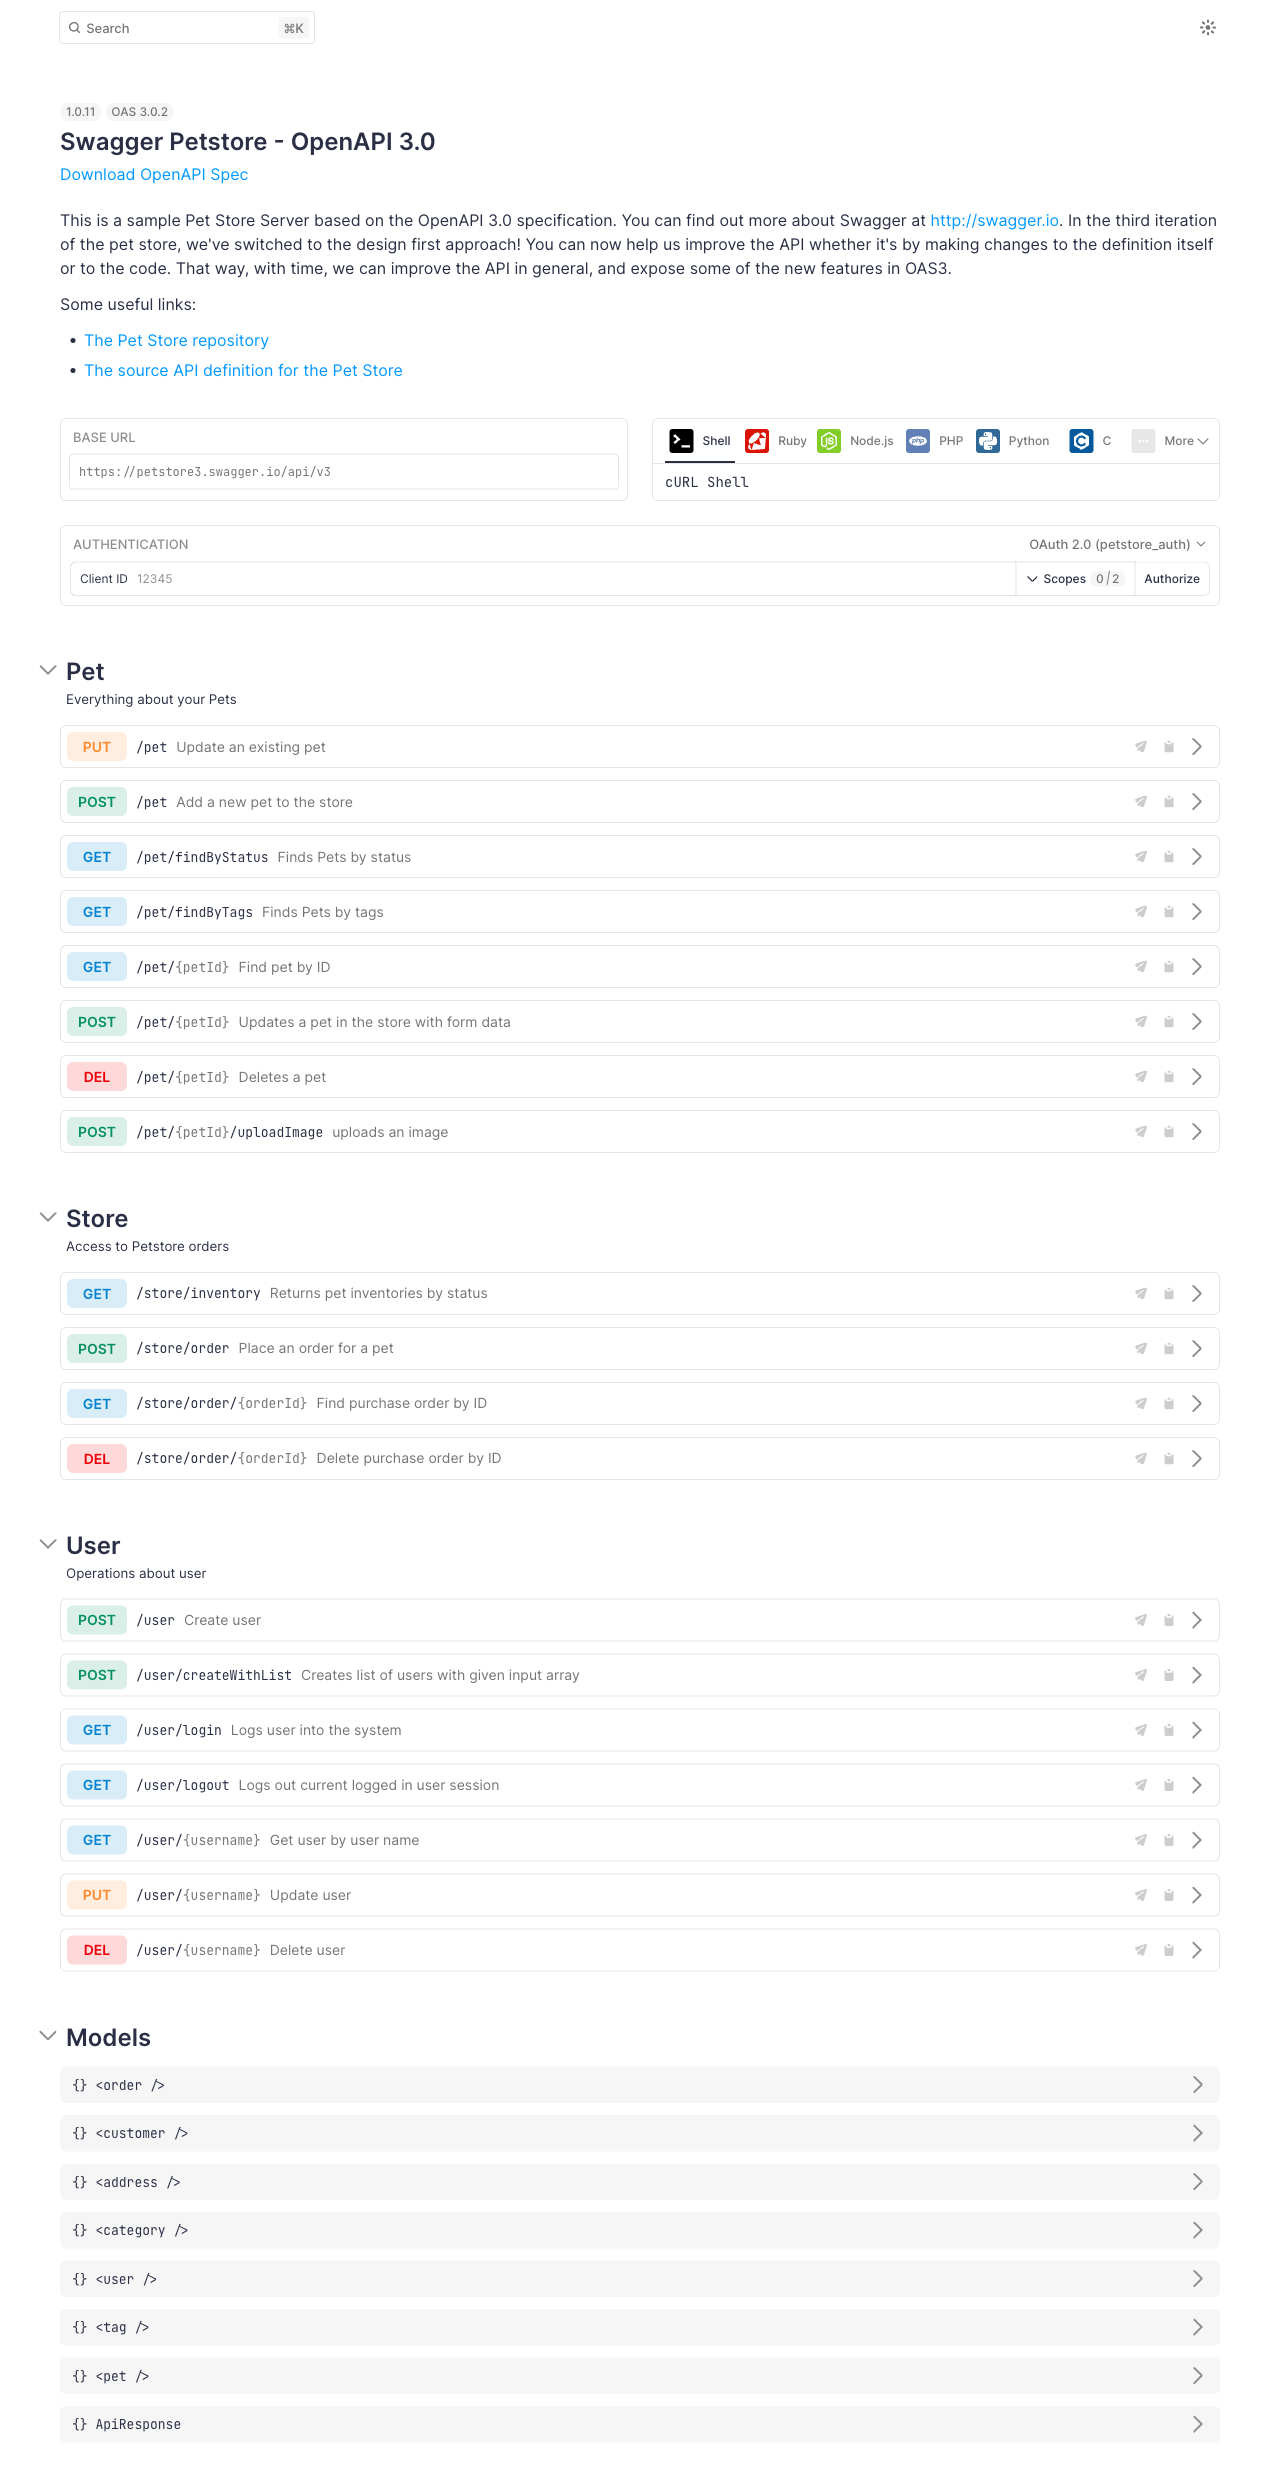 Search ⌘K
1.0.11 OAS 3.0.2
Swagger Petstore - OpenAPI 3.0
Download OpenAPI Spec
This is a sample Pet Store Server based on the OpenAPI 3.0 specification. You can find out more about Swagger at http://swagger.io. In the third iteration
of the pet store, we've switched to the design first approach! You can now help us improve the API whether it's by making changes to the definition itself
or to the code. That way, with time, we can improve the API in general, and expose some of the new features in OAS3.
Some useful links:
• The Pet Store repository
• The source API definition for the Pet Store
BASE URL
https://petstore3.swagger.io/api/v3
Shell Ruby Node.js php PHP Python C More
cURL Shell
AUTHENTICATION OAuth 2.0 (petstore_auth)
Client ID 12345 Scopes 0/2 Authorize
Pet
Everything about your Pets
PUT /pet Update an existing pet
POST /pet Add a new pet to the store
GET /pet/findByStatus Finds Pets by status
GET /pet/findByTags Finds Pets by tags
GET /pet/{petId} Find pet by ID
POST /pet/{petId} Updates a pet in the store with form data
DEL /pet/{petId} Deletes a pet
POST /pet/{petId}/uploadImage uploads an image
Store
Access to Petstore orders
GET /store/inventory Returns pet inventories by status
POST /store/order Place an order for a pet
GET /store/order/{orderId} Find purchase order by ID
DEL /store/order/{orderId} Delete purchase order by ID
User
Operations about user
POST /user Create user
POST /user/createWithList Creates list of users with given input array
GET /user/login Logs user into the system
GET /user/logout Logs out current logged in user session
GET /user/{username} Get user by user name
PUT /user/{username} Update user
DEL /user/{username} Delete user
Models
{} <order />
{} <customer />
{} <address />
{} <category />
{} <user />
{} <tag />
{} <pet />
{} ApiResponse